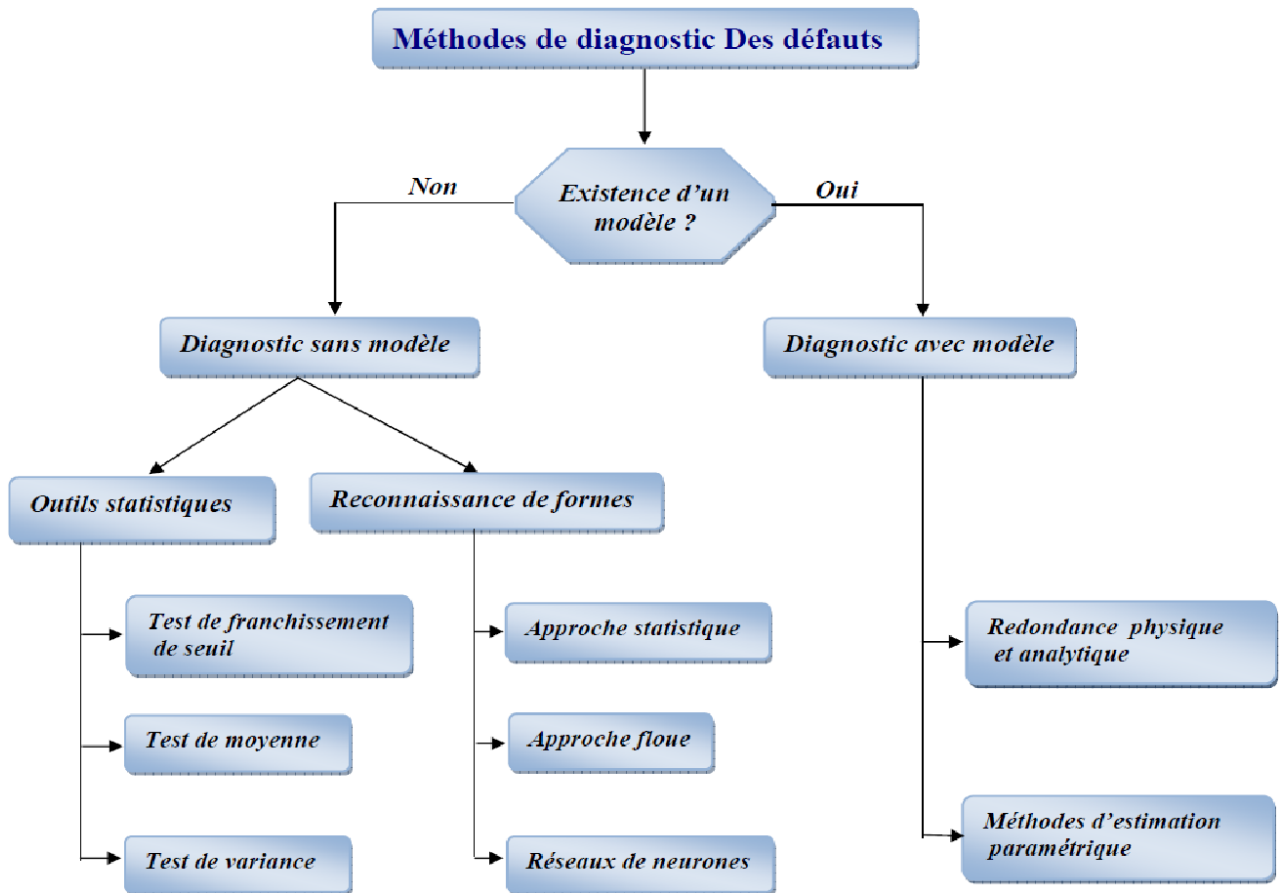 Méthodes de diagnostic Des défauts
Existence d'un
modèle ?
Non
Oui
Diagnostic sans modèle
Diagnostic avec modèle
Outils statistiques
Reconnaissance de formes
Test de franchissement
de seuil
Test de moyenne
Test de variance
Approche statistique
Approche floue
Réseaux de neurones
Redondance physique
et analytique
Méthodes d'estimation
paramétrique